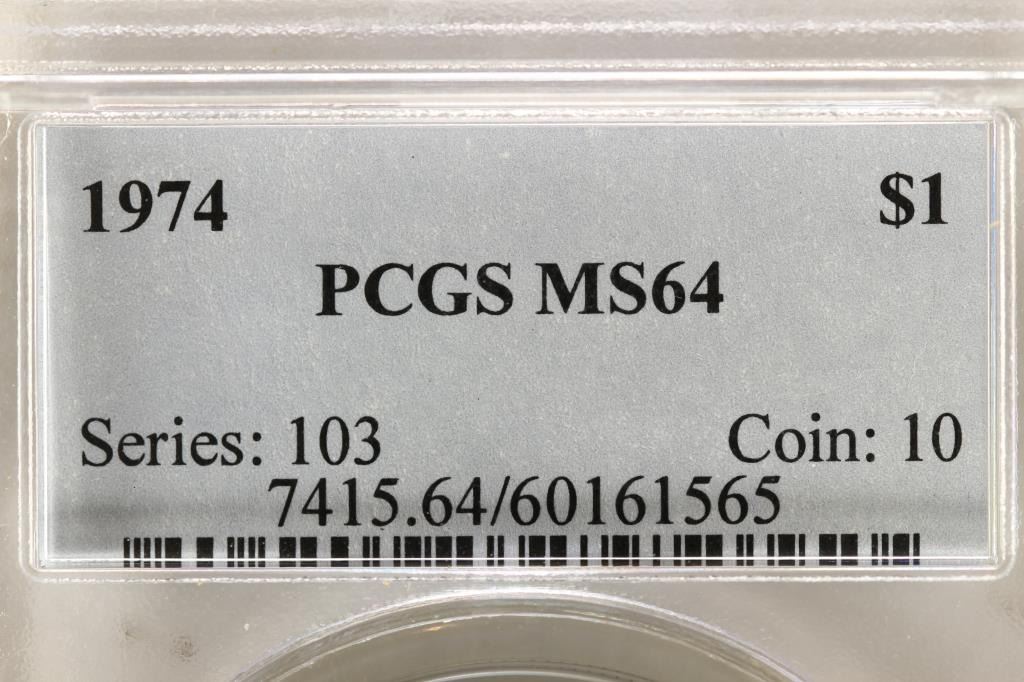 1974 $1
PCGS MS64
Series: 103 Coin: 10
7415.64/60161565